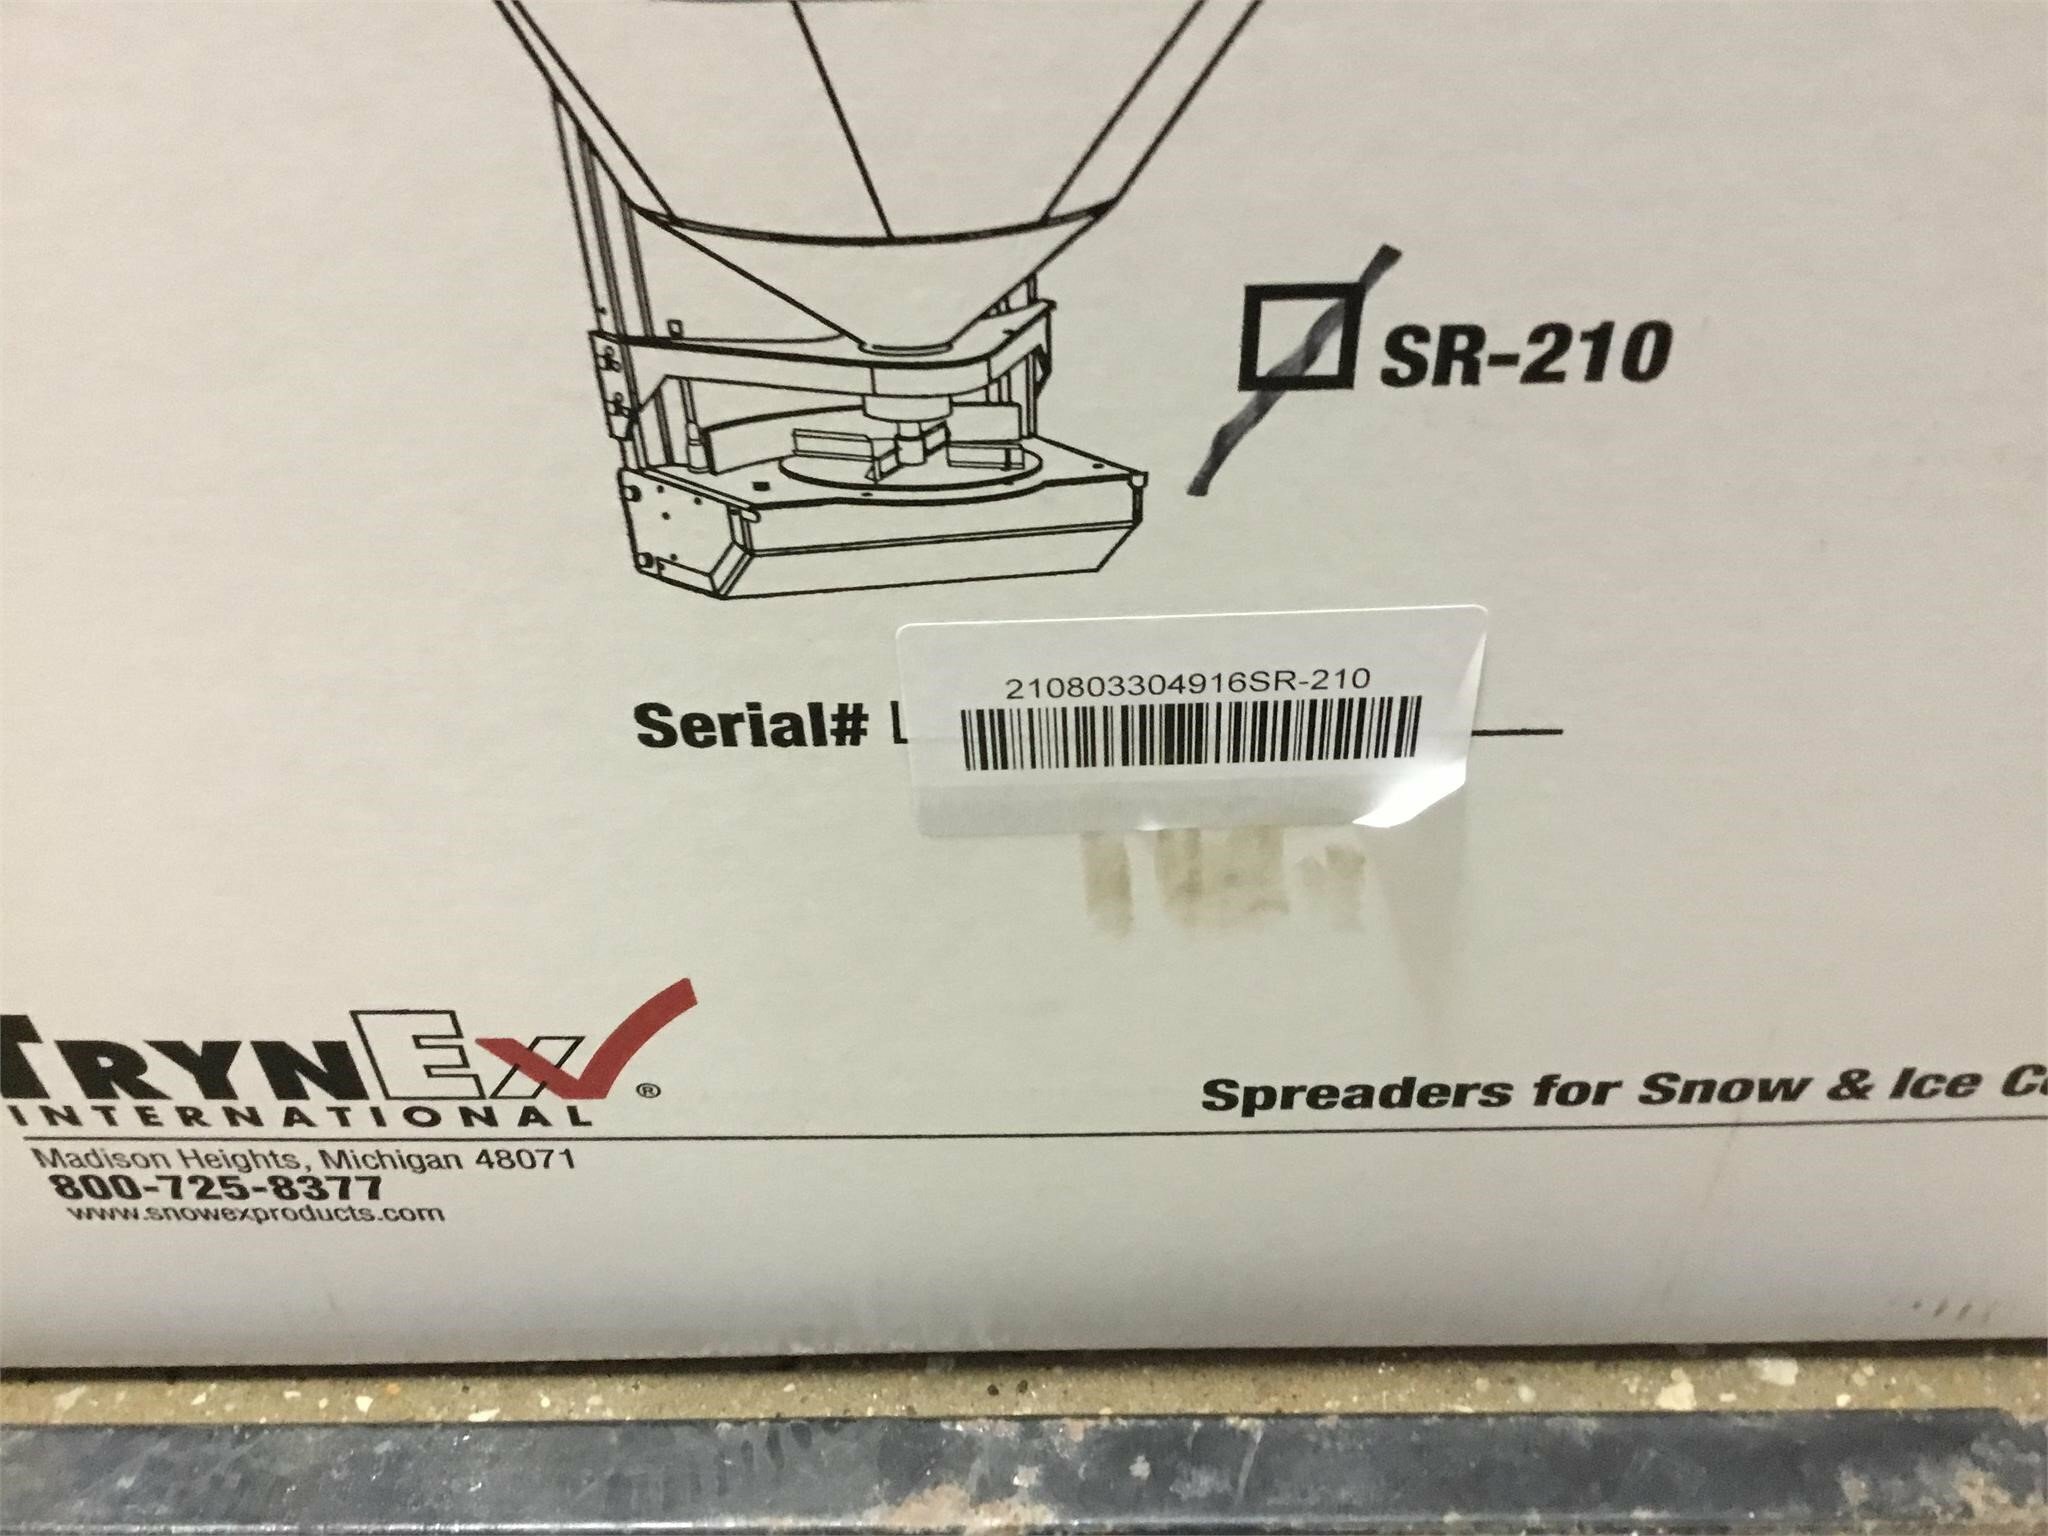 SR-210
210803304916SR-210
Serial#
TRYNEX®
INTERNATIONAL
Spreaders for Snow & Ice
Madison Heights, Michigan 48071
800-725-8377
www.snowexproducts.com